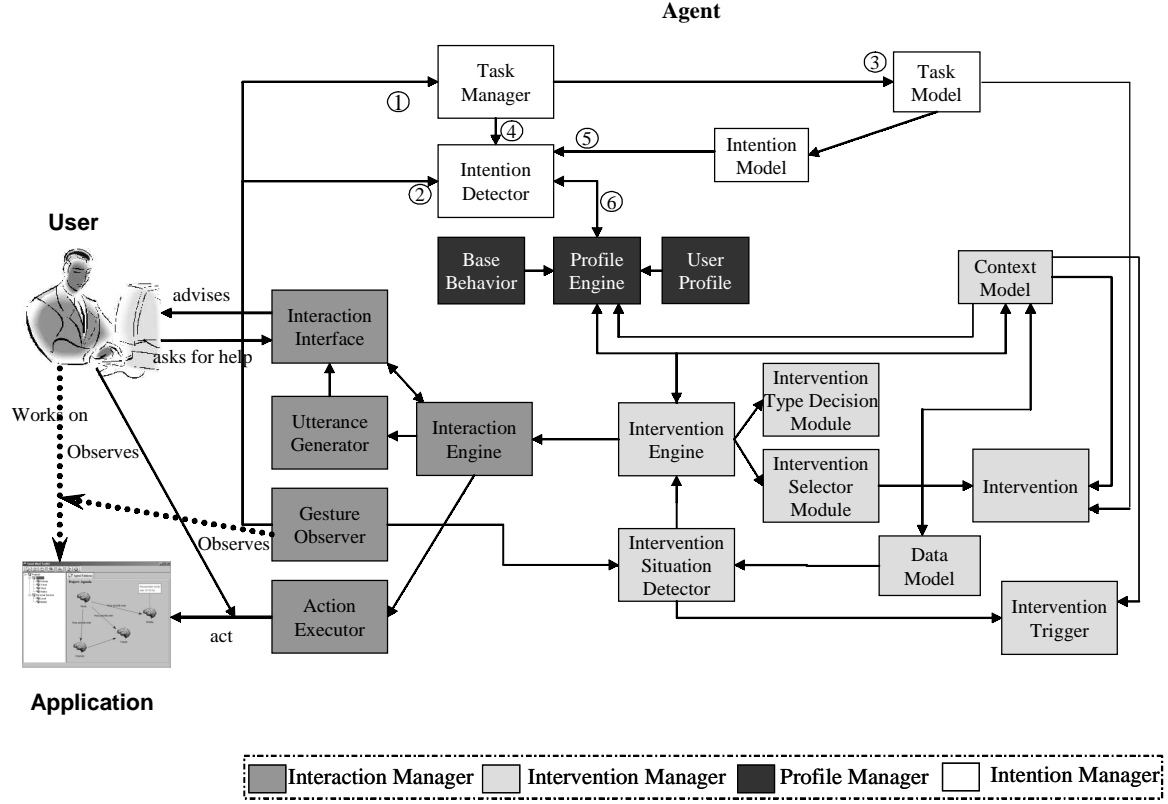 Agent
Task
Manager
③
Task
Model
①
④
⑤
Intention
Model
Intention
Detector
②
⑥
User
Base
Behavior
Profile
Engine
User
Profile
Context
Model
advises
Interaction
Interface
asks for help
Intervention
Type Decision
Module
Works on
Utterance
Generator
Interaction
Engine
Intervention
Engine
Observes
Intervention
Selector
Module
Intervention
Gesture
Observer
Observes
Intervention
Situation
Detector
Data
Model
Action
Executor
act
Intervention
Trigger
Application
Interaction Manager
Intervention Manager
Profile Manager
Intention Manager